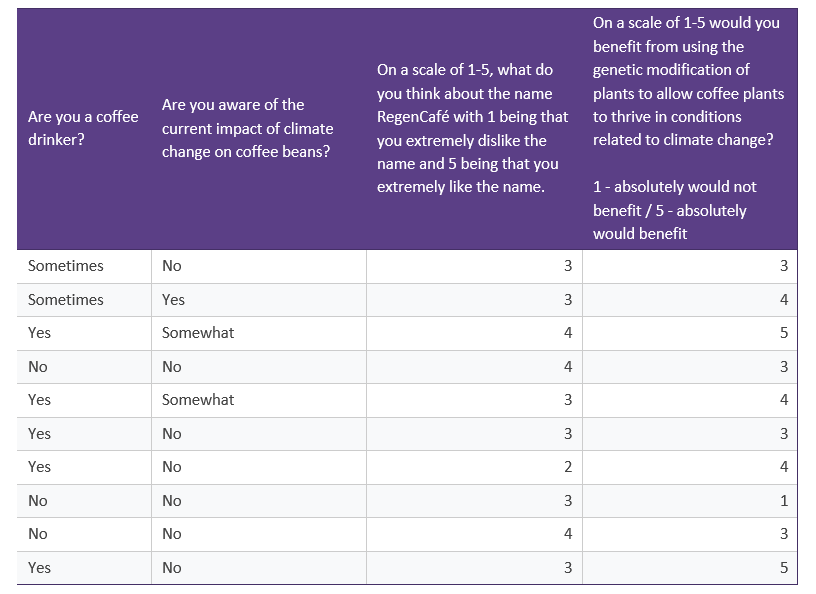 Are you a coffee
drinker?
Are you aware of the
current impact of climate
change on coffee beans?
On a scale of 1-5, what do
you think about the name
RegenCafé with 1 being that
you extremely dislike the
name and 5 being that you
extremely like the name.
On a scale of 1-5 would you
benefit from using the
genetic modification of
plants to allow coffee plants
to thrive in conditions
related to climate change?
1 - absolutely would not
benefit / 5 - absolutely
would benefit
Sometimes No 3 3
Sometimes Yes 3 4
Yes Somewhat 4 5
No No 4 3
Yes Somewhat 3 4
Yes No 3 3
Yes No 2 4
No No 3 1
No No 4 3
Yes No 3 5